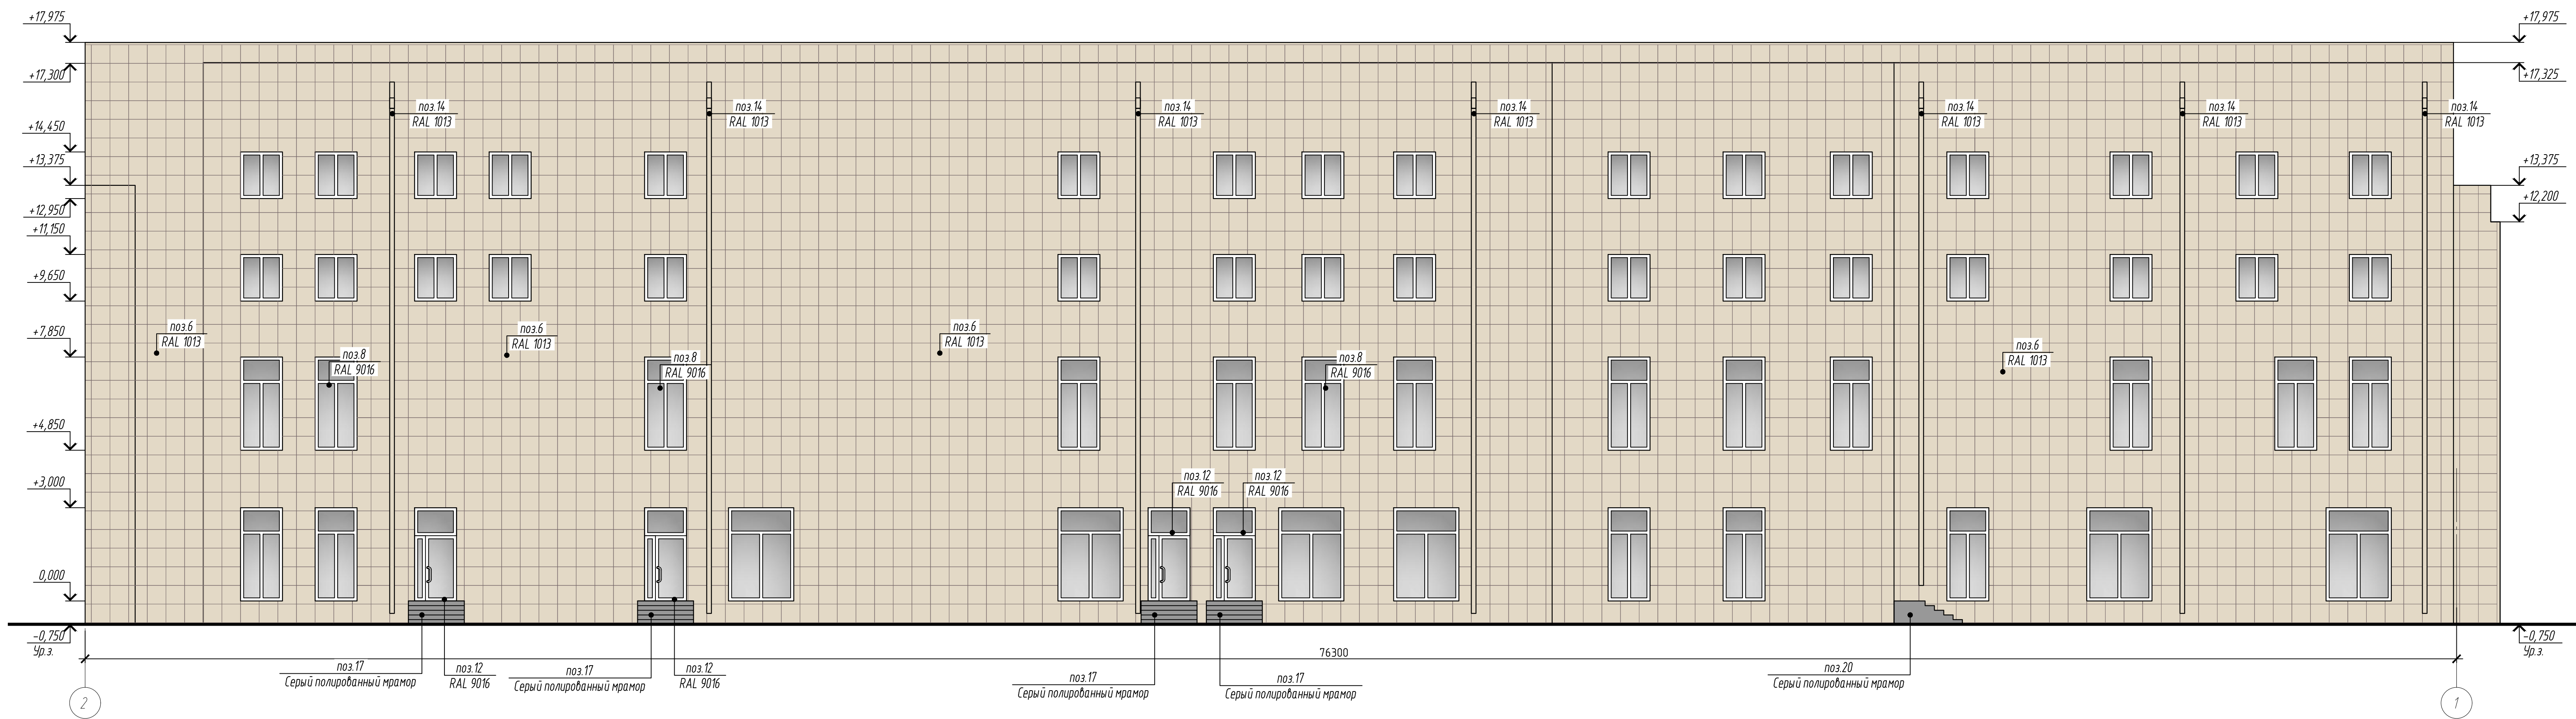 +17,975
+17,975
+17,300
+17,325
поз.14
RAL 1013
поз.14
RAL 1013
поз.14
RAL 1013
поз.14
RAL 1013
поз.14
RAL 1013
поз.14
RAL 1013
поз.14
RAL 1013
+14,450
+13,375
+13,375
+12,950
+12,200
+11,150
+9,650
+7,850
поз.6
RAL 1013
поз.6
RAL 1013
поз.6
RAL 1013
поз.6
RAL 1013
поз.8
RAL 9016
поз.8
RAL 9016
поз.8
RAL 9016
+4,850
+3,000
поз.12
RAL 9016
поз.12
RAL 9016
0,000
-0,750
Ур.з.
-0,750
Ур.з.
76300
поз.17
Серый полированный мрамор
поз.12
RAL 9016
поз.17
Серый полированный мрамор
поз.12
RAL 9016
поз.17
Серый полированный мрамор
поз.17
Серый полированный мрамор
поз.20
Серый полированный мрамор
2
1